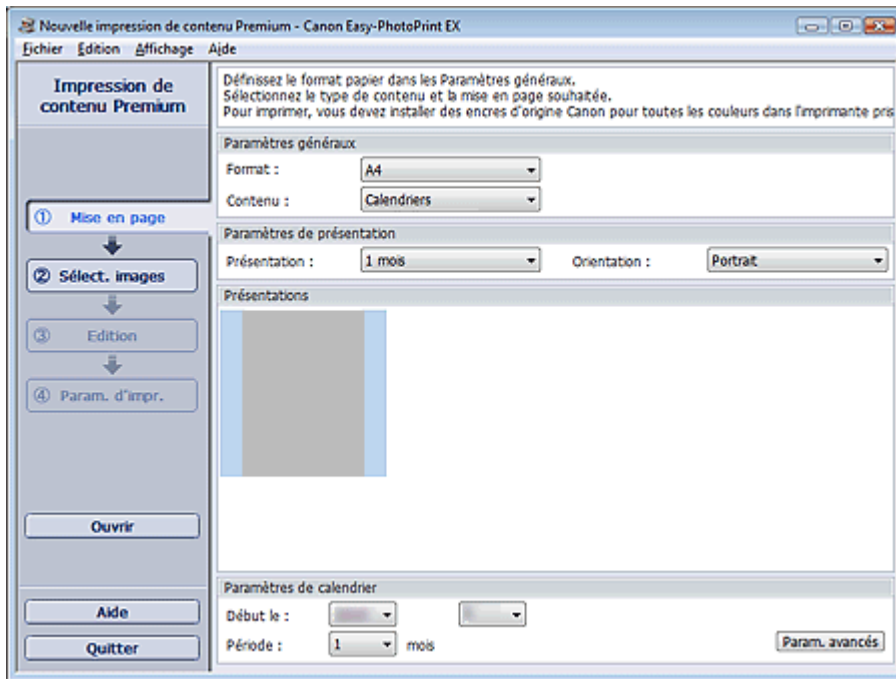 Nouvelle impression de contenu Premium - Canon Easy-PhotoPrint EX
Fichier Edition Affichage Aide
Impression de
contenu Premium
① Mise en page
② Sélect. images
③ Edition
④ Param. d'impr.
Ouvrir
Aide
Quitter
Définissez le format papier dans les Paramètres généraux.
Sélectionnez le type de contenu et la mise en page souhaitée.
Pour imprimer, vous devez installer des encres d'origine Canon pour toutes les couleurs dans l'imprimante pris
Paramètres généraux
Format : A4
Contenu : Calendriers
Paramètres de présentation
Présentation : 1 mois Orientation : Portrait
Présentations
Paramètres de calendrier
Début le :
Période : 1 mois Param. avancés